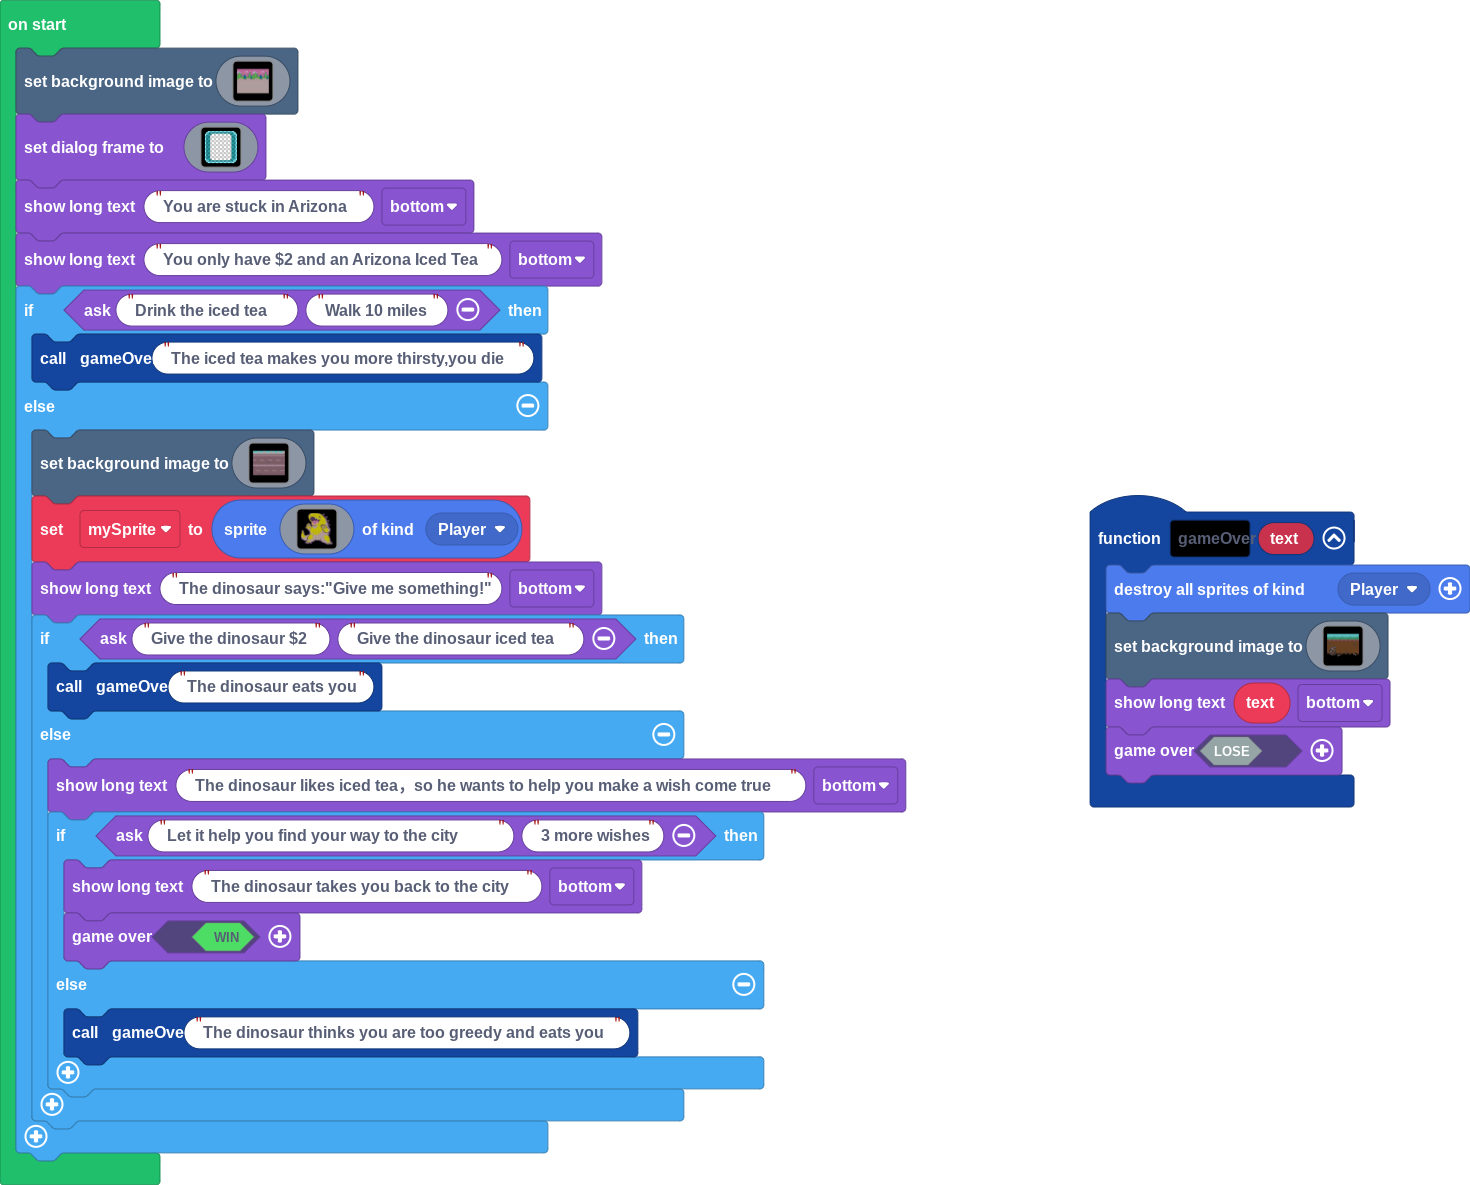 on start
set background image to
set dialog frame to
show long text "You are stuck in Arizona" bottom
show long text "You only have $2 and an Arizona Iced Tea" bottom
if ask "Drink the iced tea" "Walk 10 miles" then
call gameOve "The iced tea makes you more thirsty,you die"
else
set background image to
set mySprite to sprite of kind Player
show long text "The dinosaur says:"Give me something!"" bottom
if ask "Give the dinosaur $2" "Give the dinosaur iced tea" then
call gameOve "The dinosaur eats you"
else
show long text "The dinosaur likes iced tea，so he wants to help you make a wish come true" bottom
if ask "Let it help you find your way to the city" "3 more wishes" then
show long text "The dinosaur takes you back to the city" bottom
game over WIN
else
call gameOve "The dinosaur thinks you are too greedy and eats you"
function gameOver text
destroy all sprites of kind Player
set background image to
show long text text bottom
game over LOSE